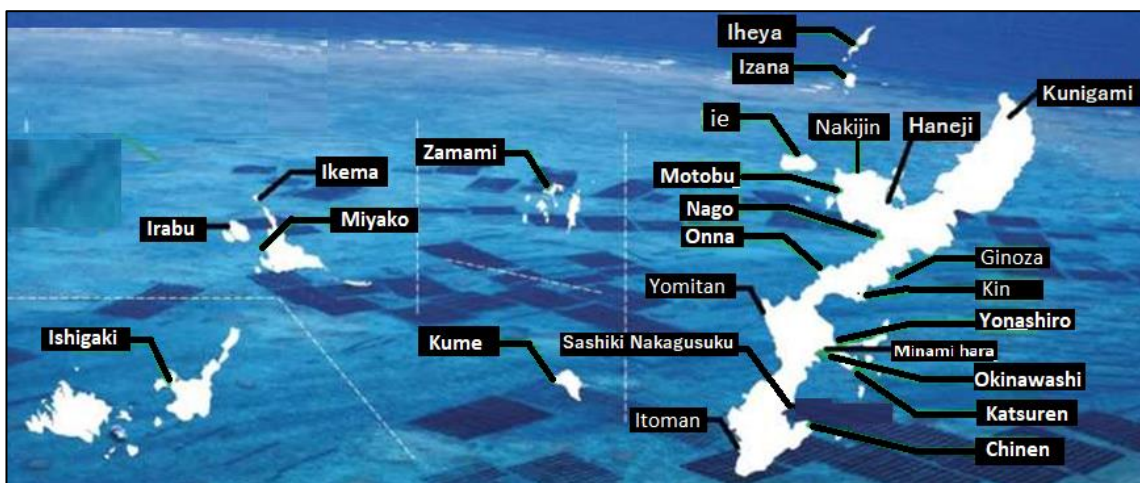 Iheya
Izana
Kunigami
ie
Nakijin
Haneji
Zamami
Ikema
Motobu
Irabu
Miyako
Nago
Onna
Ginoza
Kin
Yomitan
Yonashiro
Ishigaki
Kume
Sashiki Nakagusuku
Minami hara
Okinawashi
Katsuren
Itoman
Chinen